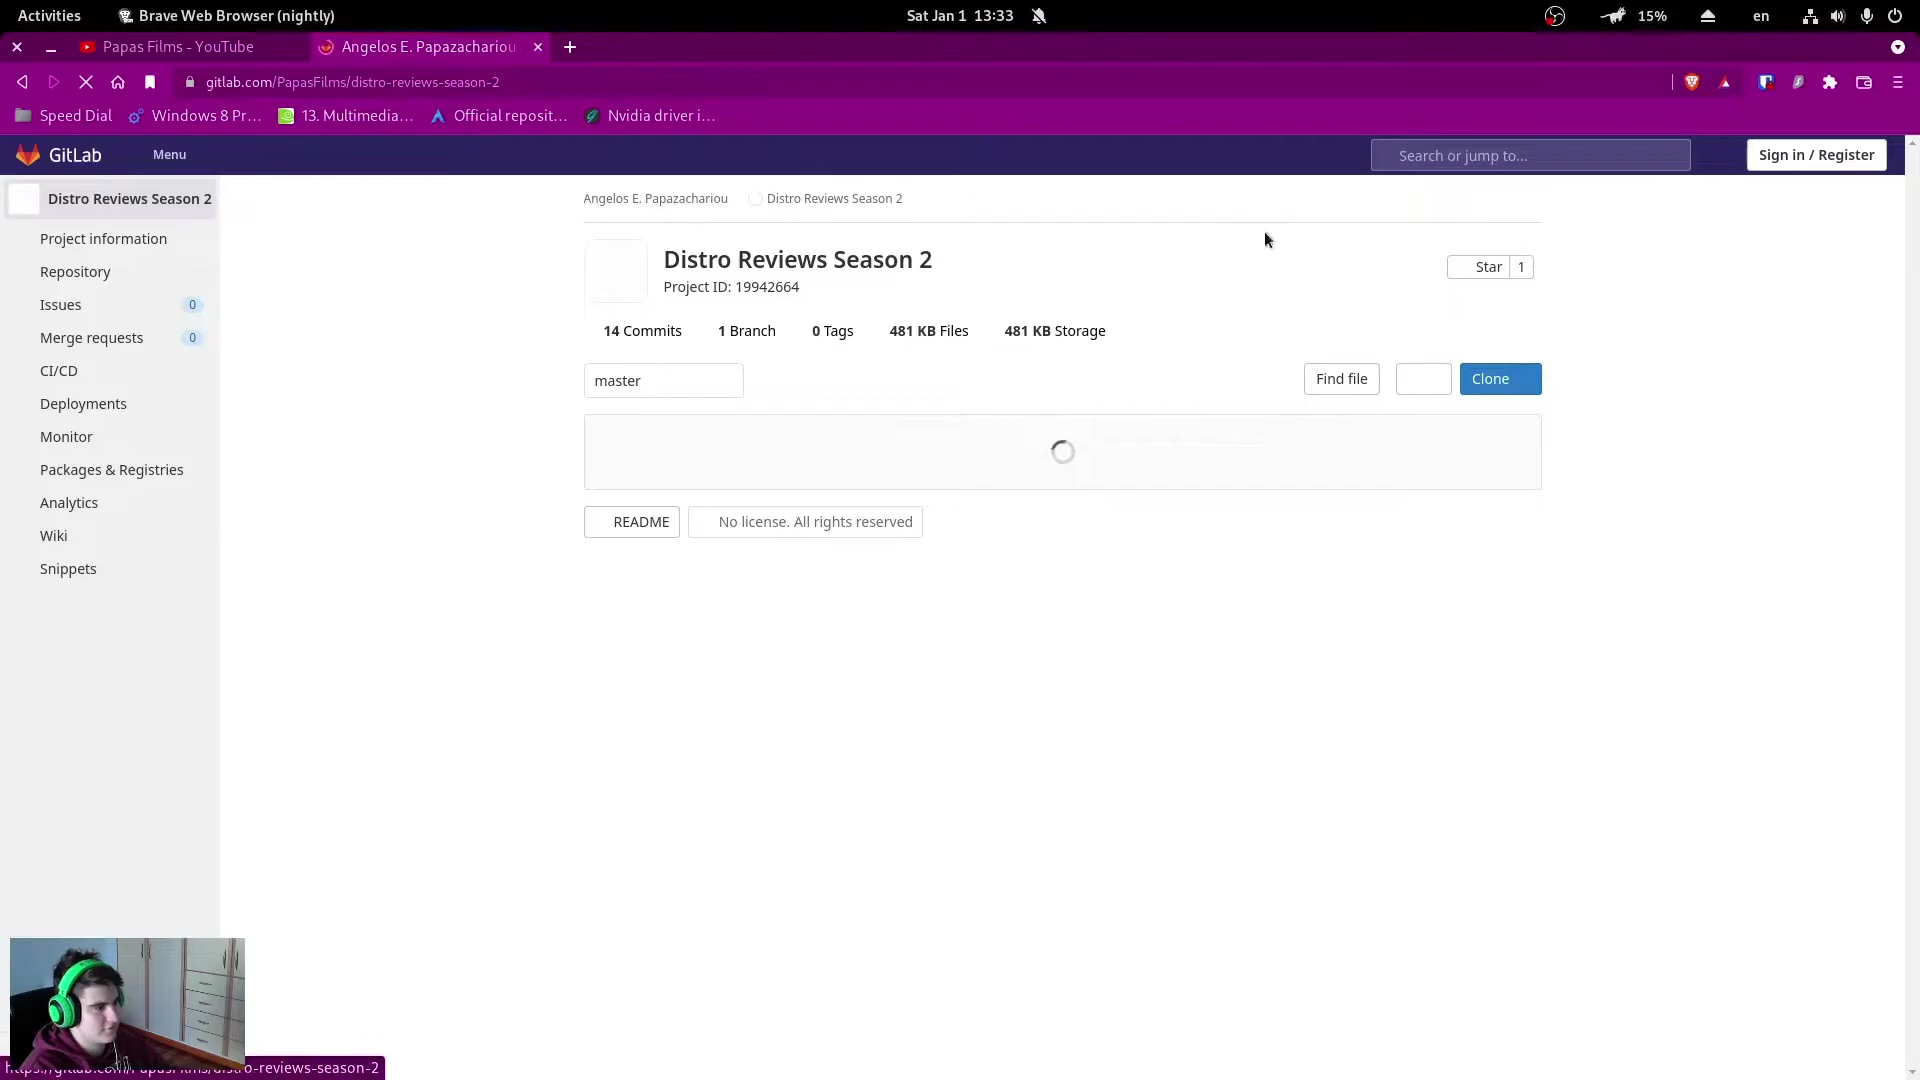 Activities
Brave Web Browser (nightly)
Sat Jan 1 13:33
15%
en
Papas Films - YouTube
Angelos E. Papazachariou
gitlab.com/PapasFilms/distro-reviews-season-2
Speed Dial
Windows 8 Pr...
13. Multimedia...
Official reposit...
Nvidia driver i...
GitLab
Menu
Search or jump to...
Sign in / Register
Distro Reviews Season 2
Project information
Repository
Issues 0
Merge requests 0
CI/CD
Deployments
Monitor
Packages & Registries
Analytics
Wiki
Snippets
Angelos E. Papazachariou
Distro Reviews Season 2
Distro Reviews Season 2
Project ID: 19942664
Star 1
14 Commits
1 Branch
0 Tags
481 KB Files
481 KB Storage
master
Find file
Clone
README
No license. All rights reserved
https://gitlab.com/PapasFilms/distro-reviews-season-2